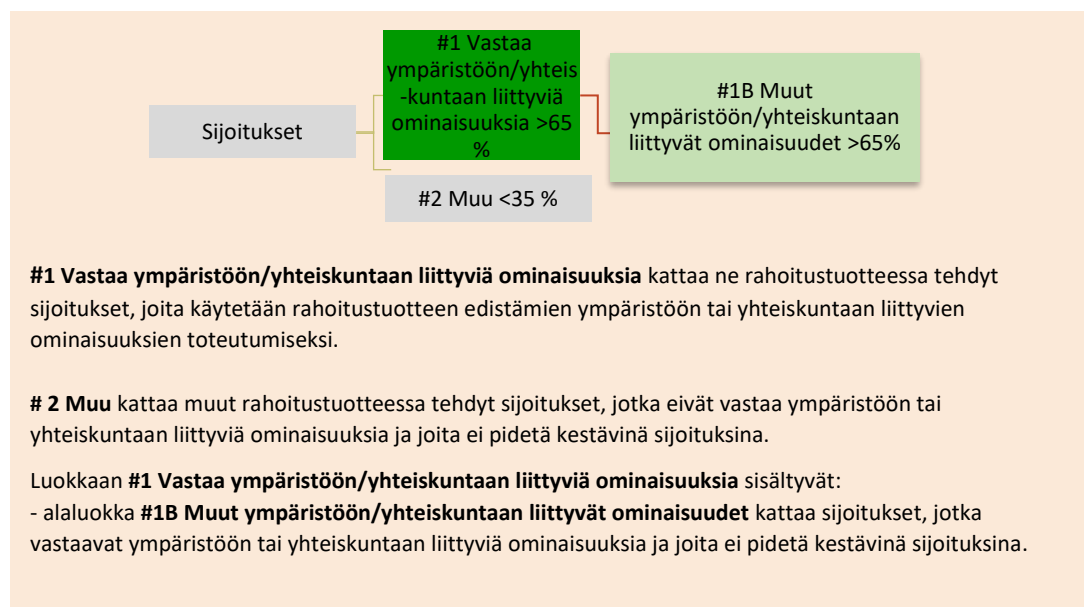 #1 Vastaa
ympäristöön/yhteis
-kuntaan liittyviä
ominaisuuksia >65
%
Sijoitukset
#1B Muut
ympäristöön/yhteiskuntaan
liittyvät ominaisuudet >65%
#2 Muu <35 %
#1 Vastaa ympäristöön/yhteiskuntaan liittyviä ominaisuuksia kattaa ne rahoitustuotteessa tehdyt
sijoitukset, joita käytetään rahoitustuotteen edistämien ympäristöön tai yhteiskuntaan liittyvien
ominaisuuksien toteutumiseksi.
# 2 Muu kattaa muut rahoitustuotteessa tehdyt sijoitukset, jotka eivät vastaa ympäristöön tai
yhteiskuntaan liittyviä ominaisuuksia ja joita ei pidetä kestävinä sijoituksina.
Luokkaan #1 Vastaa ympäristöön/yhteiskuntaan liittyviä ominaisuuksia sisältyvät:
- alaluokka #1B Muut ympäristöön/yhteiskuntaan liittyvät ominaisuudet kattaa sijoitukset, jotka
vastaavat ympäristöön tai yhteiskuntaan liittyviä ominaisuuksia ja joita ei pidetä kestävinä sijoituksina.